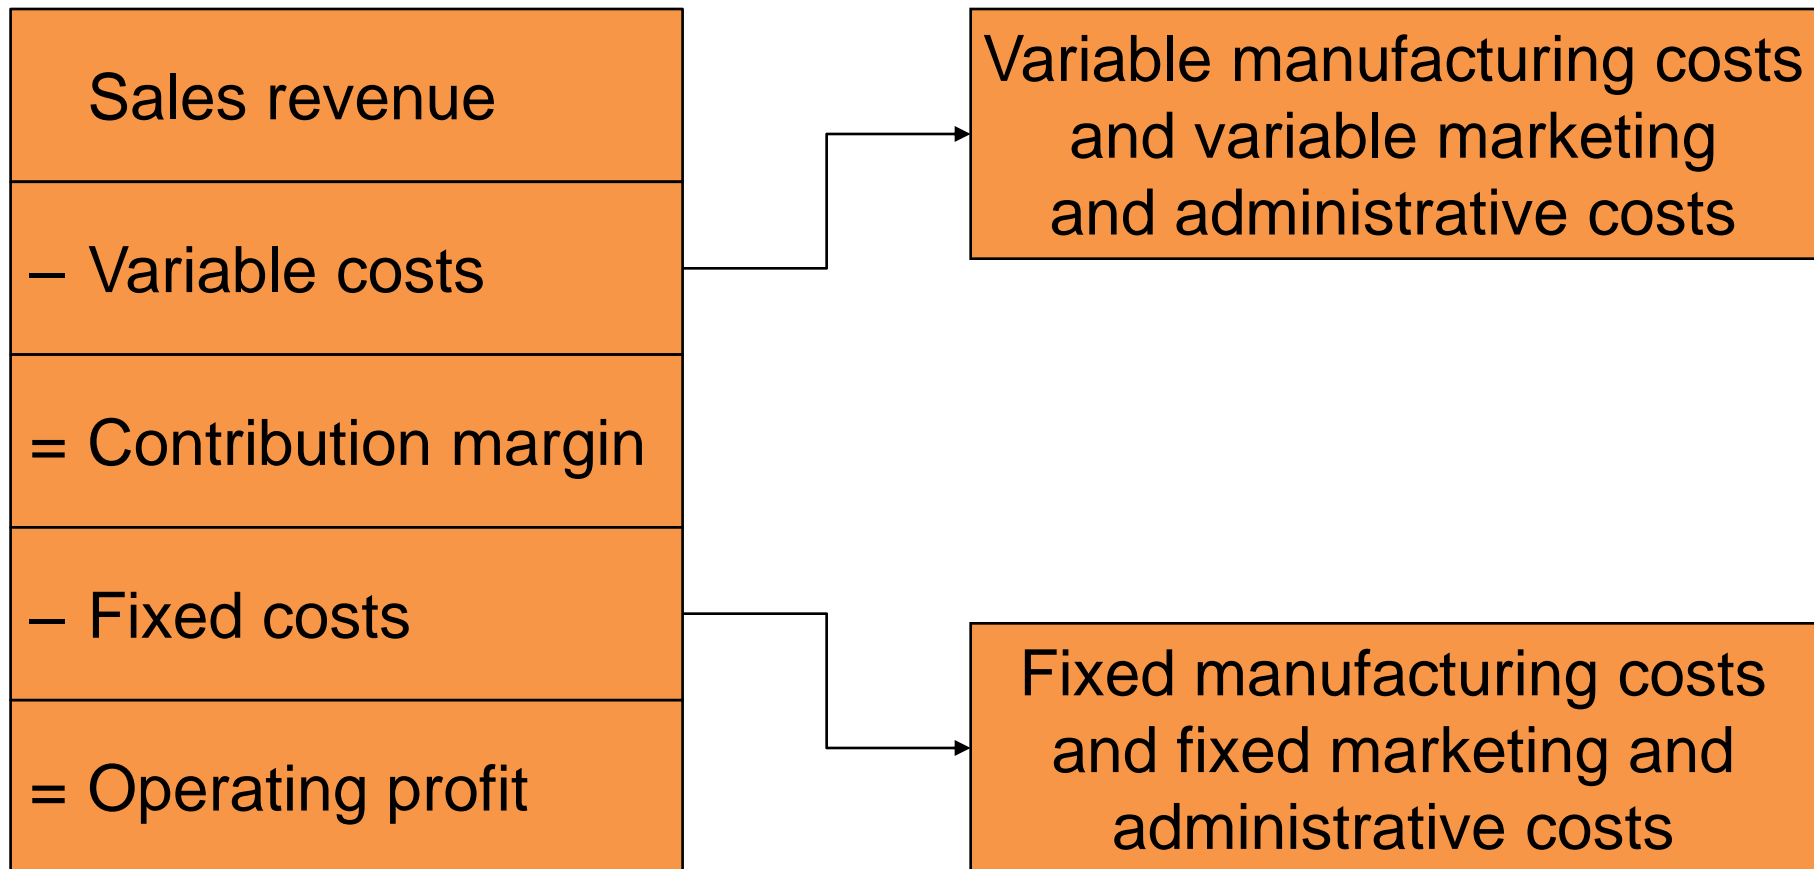 Sales revenue
– Variable costs
= Contribution margin
– Fixed costs
= Operating profit
Variable manufacturing costs
and variable marketing
and administrative costs
Fixed manufacturing costs
and fixed marketing and
administrative costs